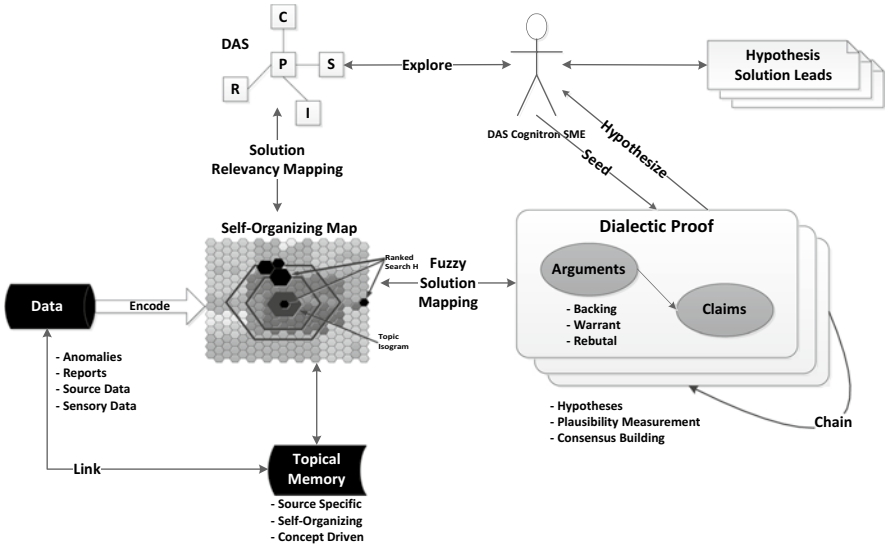 C
DAS
P
S
R
I
Explore
Hypothesis
Solution Leads
DAS Cognitron SME
Hypothesize
Seed
Solution
Relevancy Mapping
Self-Organizing Map
Ranked
Search H
Topic
Isogram
Fuzzy
Solution
Mapping
Dialectic Proof
Arguments
Claims
- Backing
- Warrant
- Rebutal
Data
Encode
- Anomalies
- Reports
- Source Data
- Sensory Data
- Hypotheses
- Plausibility Measurement
- Consensus Building
Chain
Link
Topical
Memory
- Source Specific
- Self-Organizing
- Concept Driven